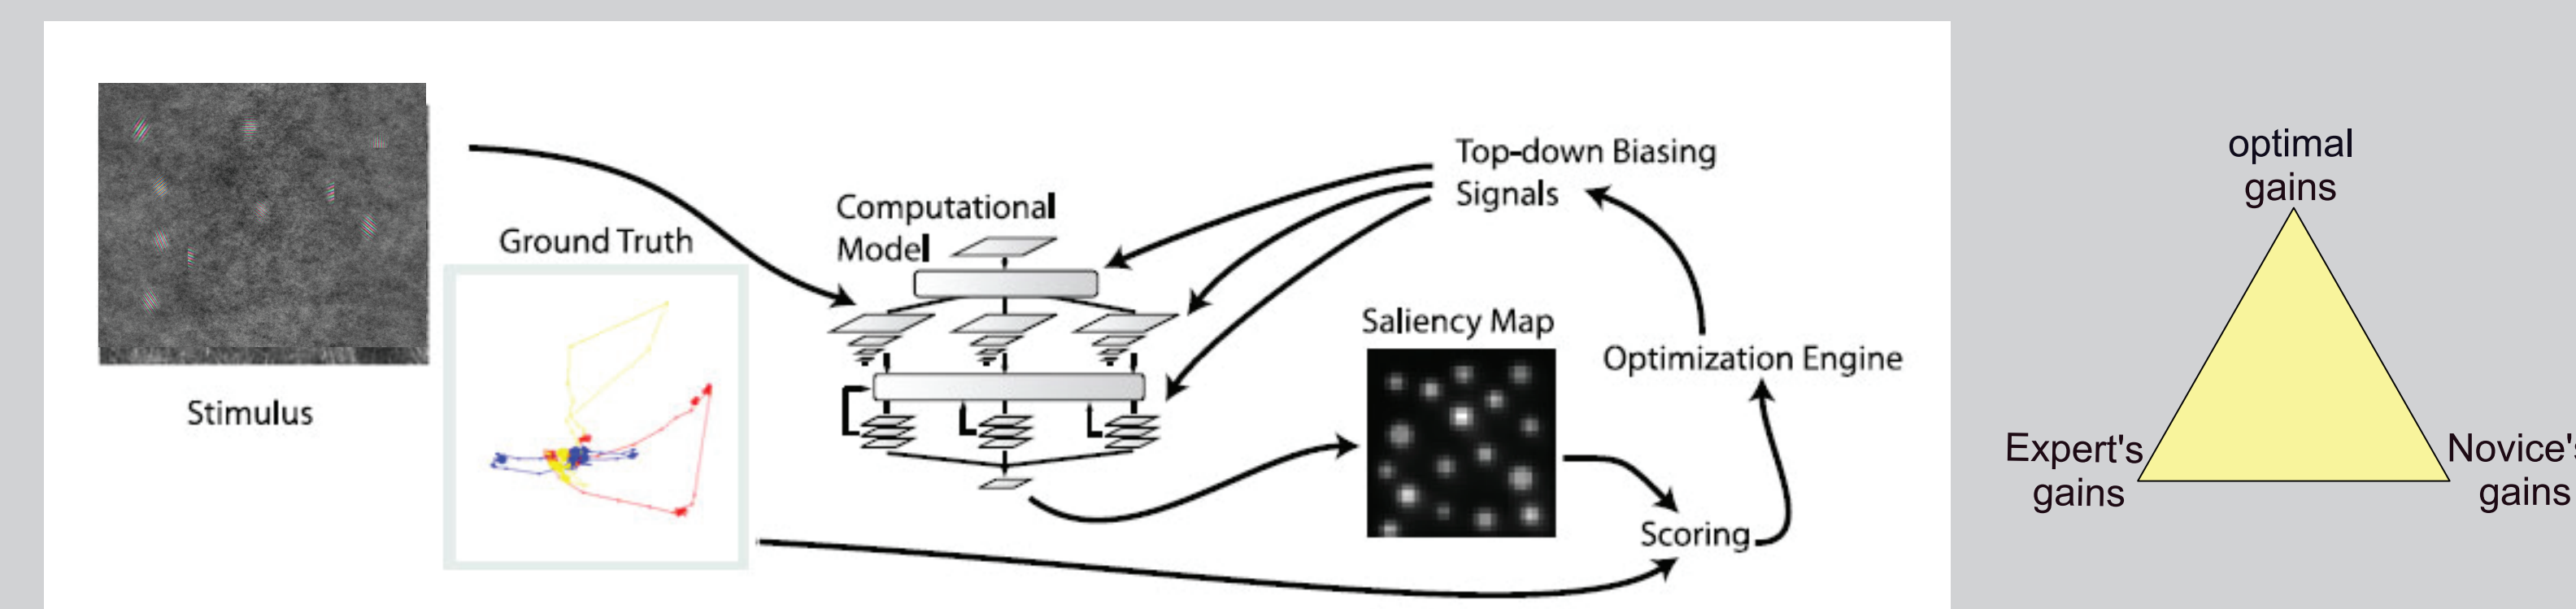 Stimulus
Ground Truth
Computational
Model
Top-down Biasing
Signals
Saliency Map
Optimization Engine
Scoring
optimal
gains
Expert's
gains
Novice's
gains